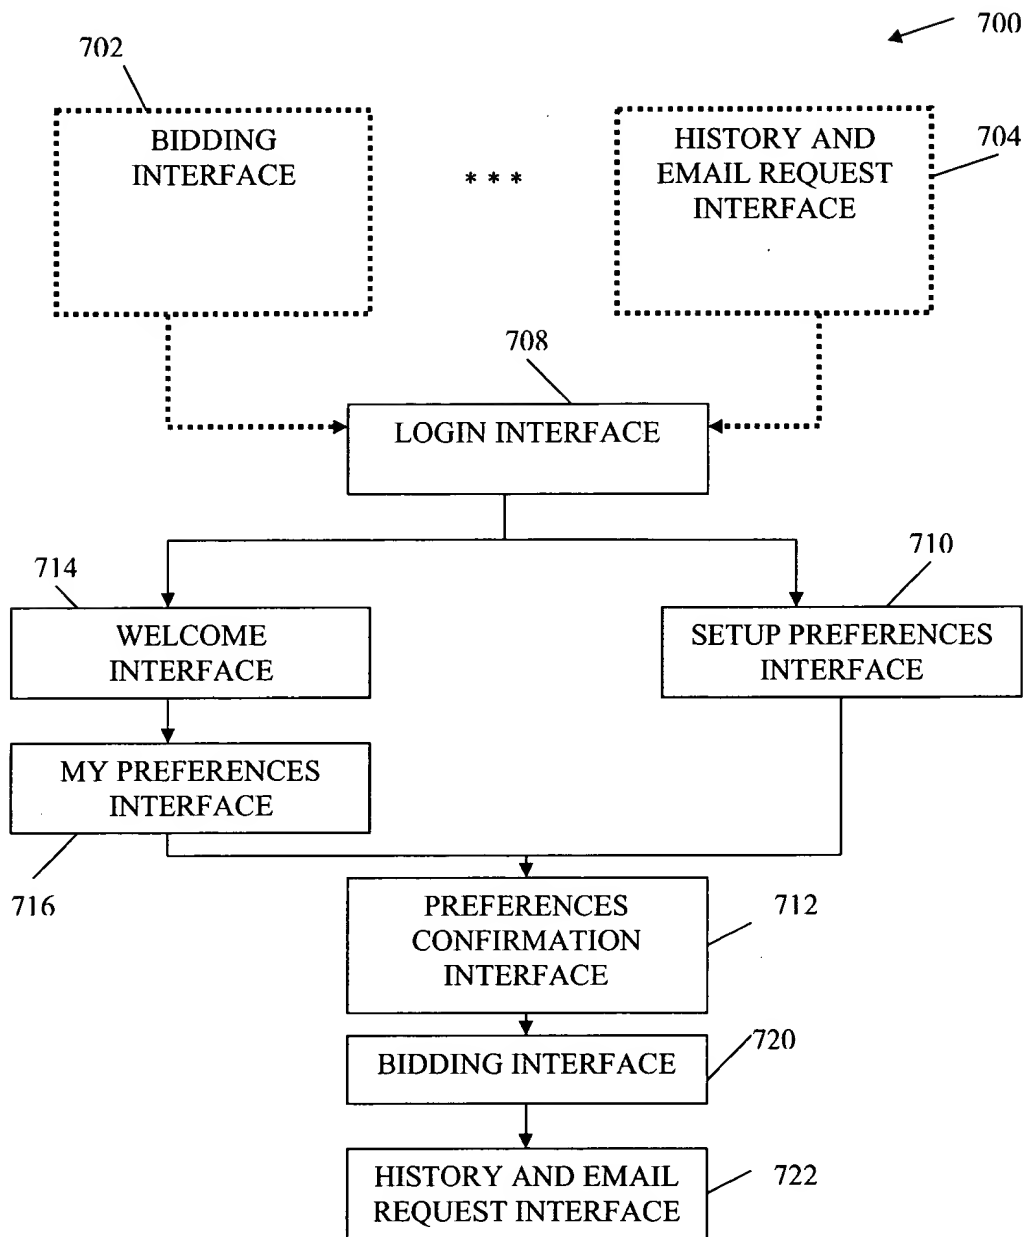 700
702
BIDDING
INTERFACE
* * *
HISTORY AND
EMAIL REQUEST
INTERFACE
704
708
LOGIN INTERFACE
714
WELCOME
INTERFACE
710
SETUP PREFERENCES
INTERFACE
MY PREFERENCES
INTERFACE
716
PREFERENCES
CONFIRMATION
INTERFACE
712
BIDDING INTERFACE
720
HISTORY AND EMAIL
REQUEST INTERFACE
722